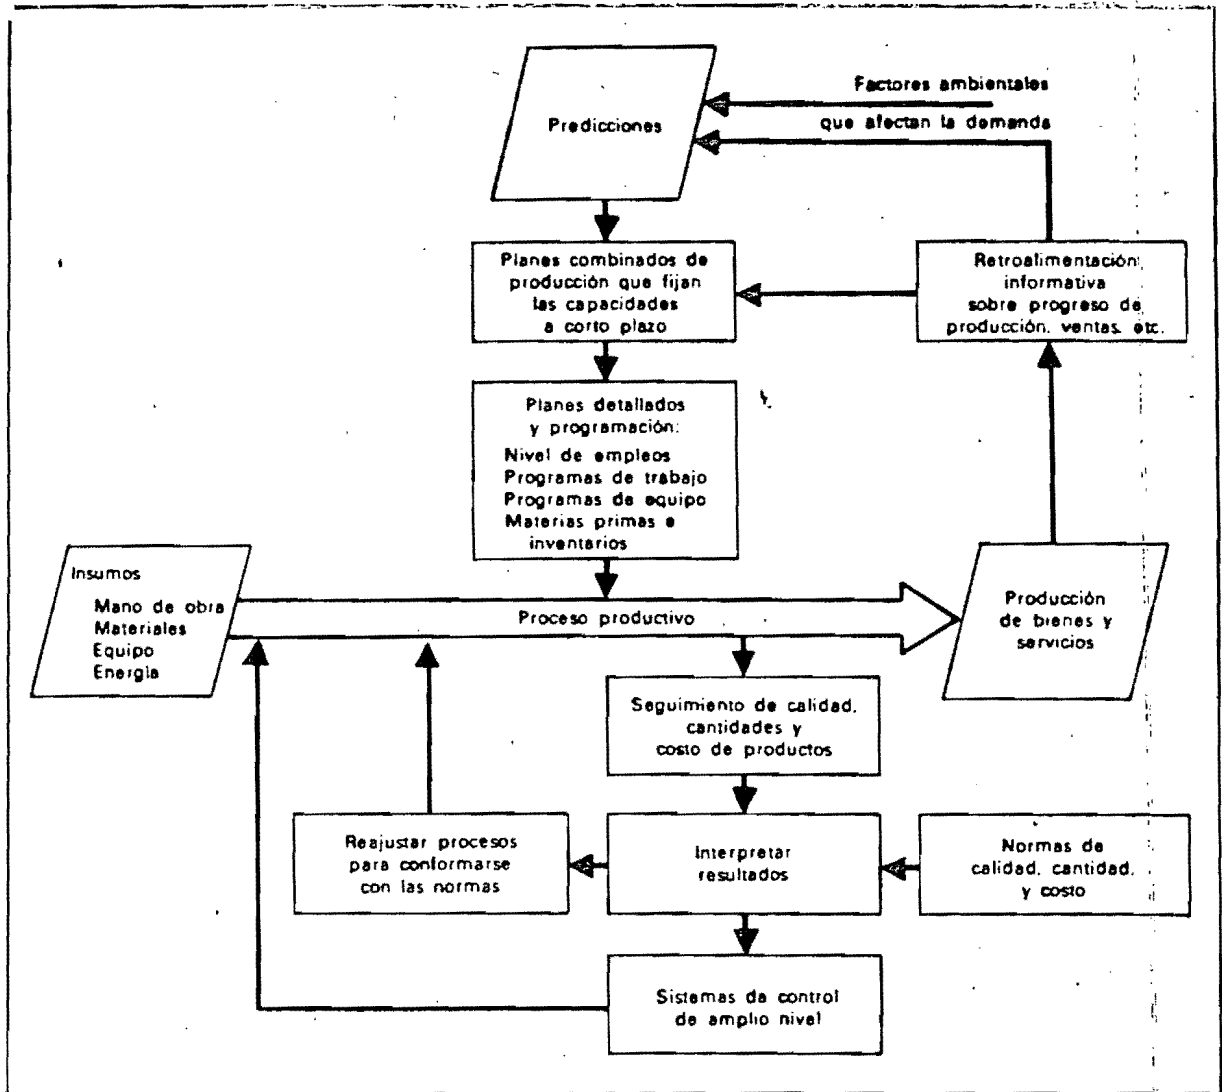 Predicciones
Factores ambientales
que afectan la demanda
Planes combinados de
producción que fijan
las capacidades
a corto plazo
Retroalimentación
informativa
sobre progreso de
producción, ventas, etc.
Planes detallados
y programación:
Nivel de empleos
Programas de trabajo
Programas de equipo
Materias primas e
inventarios
Insumos
Mano de obra
Materiales
Equipo
Energía
Proceso productivo
Producción
de bienes y
servicios
Seguimiento de calidad,
cantidades y
costo de productos
Reajustar procesos
para conformarse
con las normas
Interpretar
resultados
Normas de
calidad, cantidad,
y costo
Sistemas de control
de amplio nivel